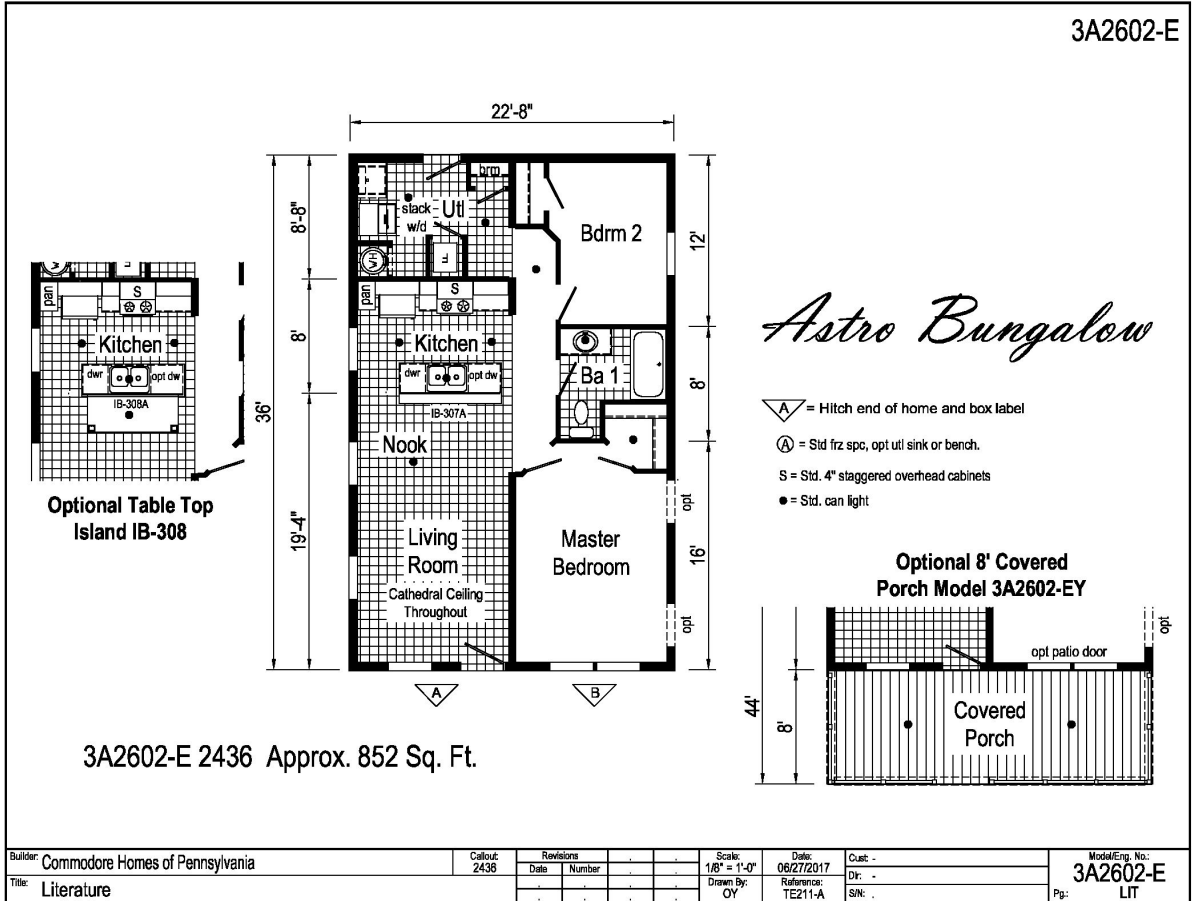 3A2602-E
22'-8"
8'-8"
8'
19'-4"
36'
12'
8'
16'
brm
stack
w/d
Utl
WH
Bdrm 2
pan
S
Kitchen
dwr
opt dw
IB-307A
Ba 1
Nook
Living
Room
Cathedral Ceiling
Throughout
Master
Bedroom
opt
opt
A
B
pan
S
Kitchen
dwr
opt dw
IB-308A
Optional Table Top
Island IB-308
Astro Bungalow
A = Hitch end of home and box label
A = Std frz spc, opt utl sink or bench.
S = Std. 4" staggered overhead cabinets
= Std. can light
Optional 8' Covered
Porch Model 3A2602-EY
opt
opt patio door
44'
8'
Covered
Porch
3A2602-E 2436 Approx. 852 Sq. Ft.
Builder: Commodore Homes of Pennsylvania
Title: Literature
Callout:
2436
Revisions
Date Number
Scale:
1/8" = 1'-0"
Drawn By:
OY
Date:
06/27/2017
Reference:
TE211-A
Cust: -
Dir: -
S/N: .
Model/Eng. No.:
3A2602-E
Pg.: LIT